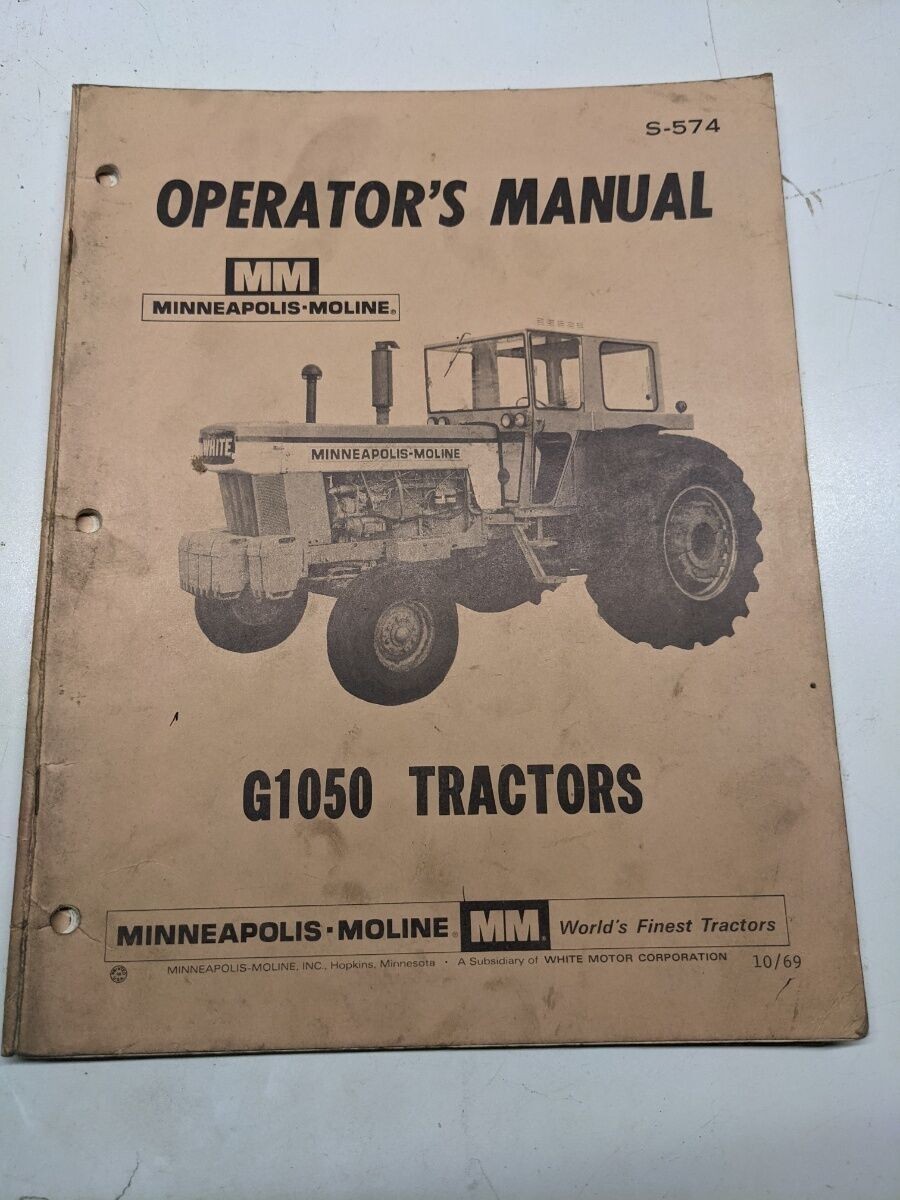 S-574
OPERATOR'S MANUAL
MM
MINNEAPOLIS-MOLINE®
WHITE
MINNEAPOLIS-MOLINE
G1050 TRACTORS
MINNEAPOLIS-MOLINE® MM® World's Finest Tractors
MINNEAPOLIS-MOLINE, INC., Hopkins, Minnesota • A Subsidiary of WHITE MOTOR CORPORATION 10/69